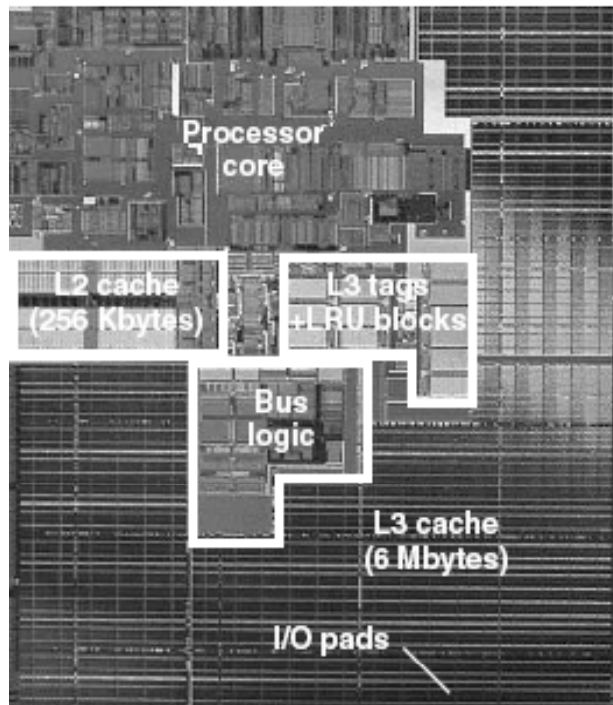 Processor
core
L2 cache
(256 Kbytes)
L3 tags
+LRU blocks
Bus
logic
L3 cache
(6 Mbytes)
I/O pads